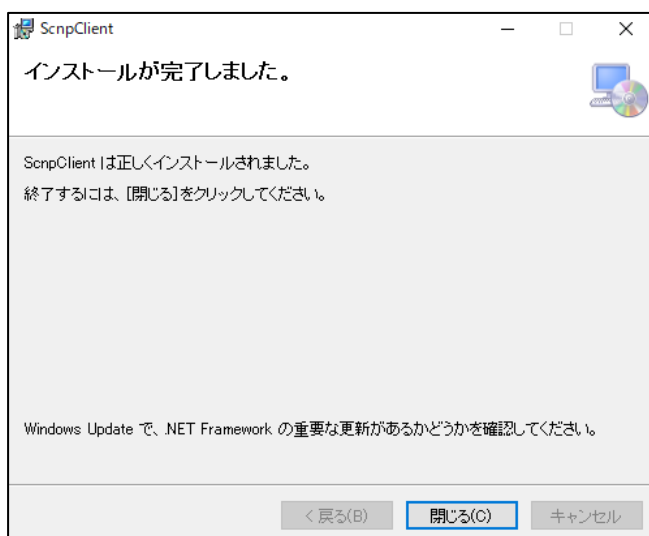 ScnpClient
インストールが完了しました。
ScnpClient は正しくインストールされました。
終了するには、[閉じる]をクリックしてください。
Windows Update で、.NET Framework の重要な更新があるかどうかを確認してください。
< 戻る(B)
閉じる(C)
キャンセル